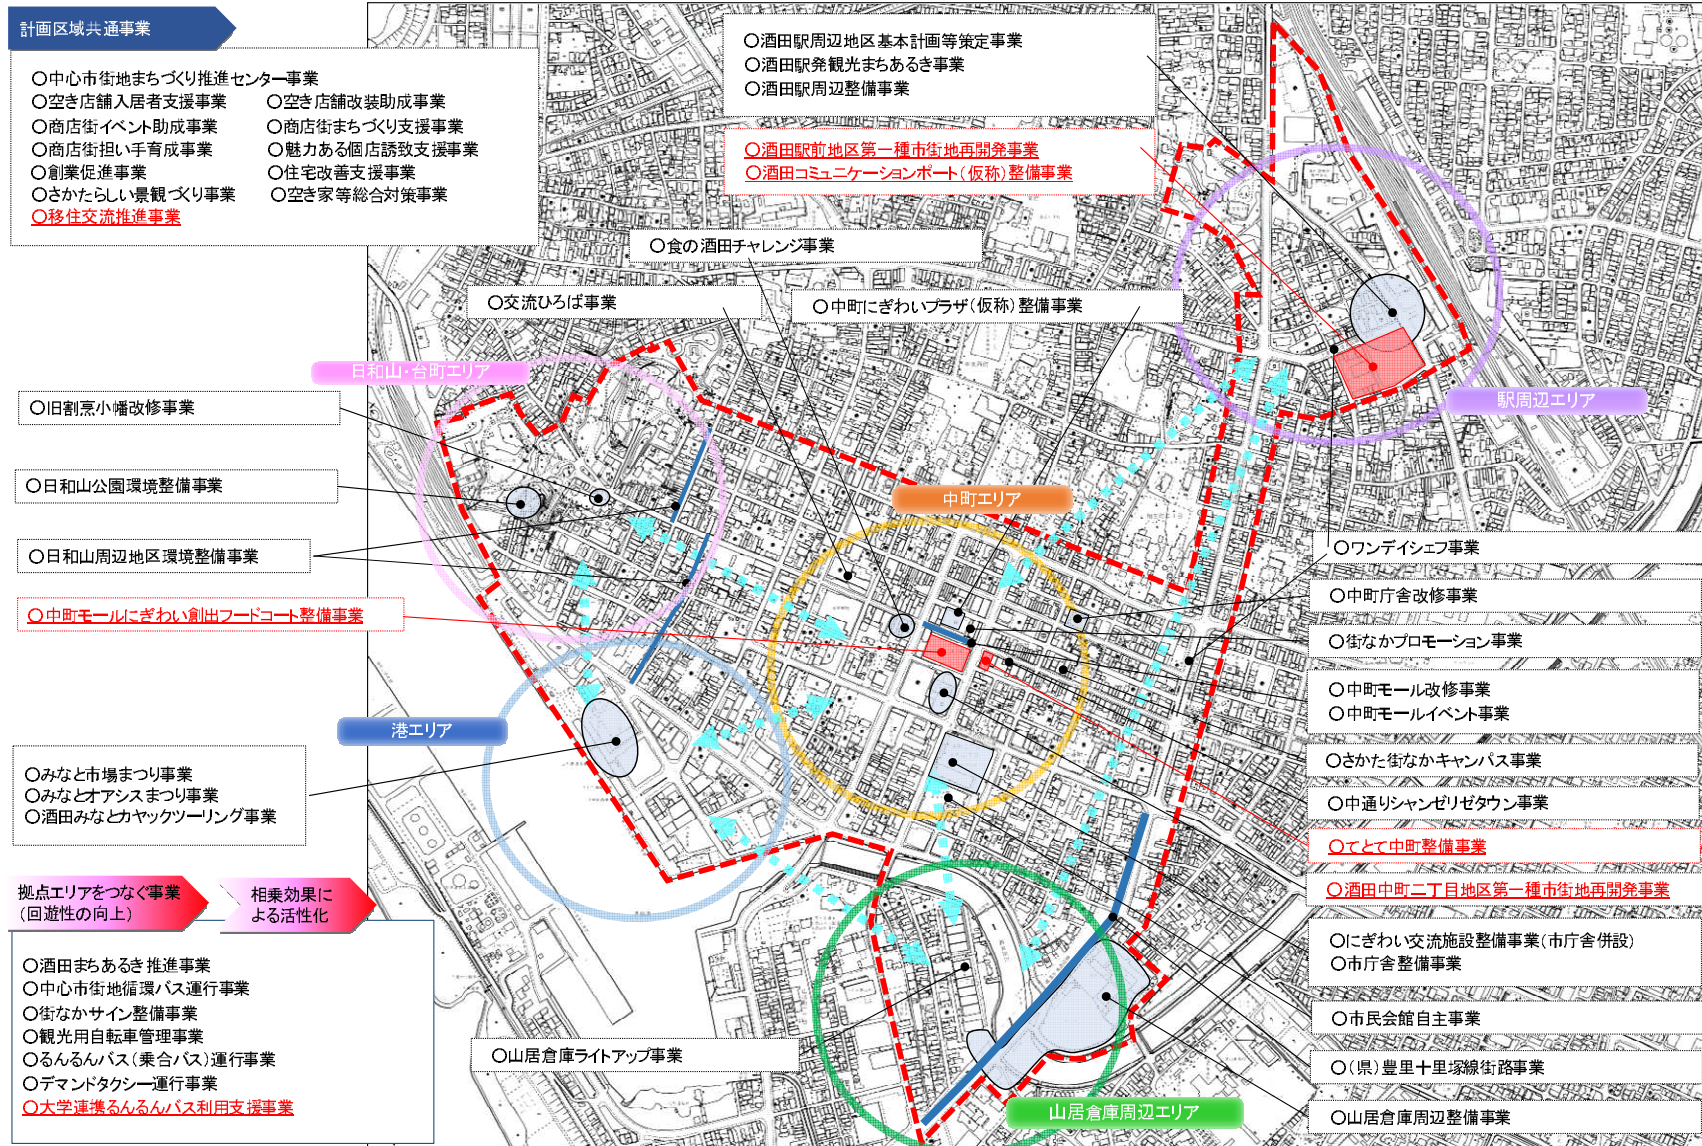 計画区域共通事業
○中心市街地まちづくり推進センター事業
○空き店舗入居者支援事業 ○空き店舗改装助成事業
○商店街イベント助成事業 ○商店街まちづくり支援事業
○商店街担い手育成事業 ○魅力ある個店誘致支援事業
○創業促進事業 ○住宅改善支援事業
○さかたらしい景観づくり事業 ○空き家等総合対策事業
○移住交流推進事業
○酒田駅周辺地区基本計画等策定事業
○酒田駅発観光まちあるき事業
○酒田駅周辺整備事業
○酒田駅前地区第一種市街地再開発事業
○酒田コミュニケーションポート(仮称)整備事業
○食の酒田チャレンジ事業
○交流ひろば事業
○中町にぎわいプラザ(仮称)整備事業
日和山・台町エリア
駅周辺エリア
○旧割烹小幡改修事業
○日和山公園環境整備事業
中町エリア
○日和山周辺地区環境整備事業
○中町モールにぎわい創出フードコート整備事業
港エリア
○みなと市場まつり事業
○みなとオアシスまつり事業
○酒田みなとカヤックツーリング事業
○ワンデイシェフ事業
○中町庁舎改修事業
○街なかプロモーション事業
○中町モール改修事業
○中町モールイベント事業
○さかた街なかキャンパス事業
○中通りシャンゼリゼタウン事業
○てとて中町整備事業
○酒田中町二丁目地区第一種市街地再開発事業
○にぎわい交流施設整備事業(市庁舎併設)
○市庁舎整備事業
○市民会館自主事業
○(県)豊里十里塚線街路事業
○山居倉庫周辺整備事業
拠点エリアをつなぐ事業
(回遊性の向上)
相乗効果に
よる活性化
○酒田まちあるき推進事業
○中心市街地循環バス運行事業
○街なかサイン整備事業
○観光用自転車管理事業
○るんるんバス(乗合バス)運行事業
○デマンドタクシー運行事業
○大学連携るんるんバス利用支援事業
○山居倉庫ライトアップ事業
山居倉庫周辺エリア